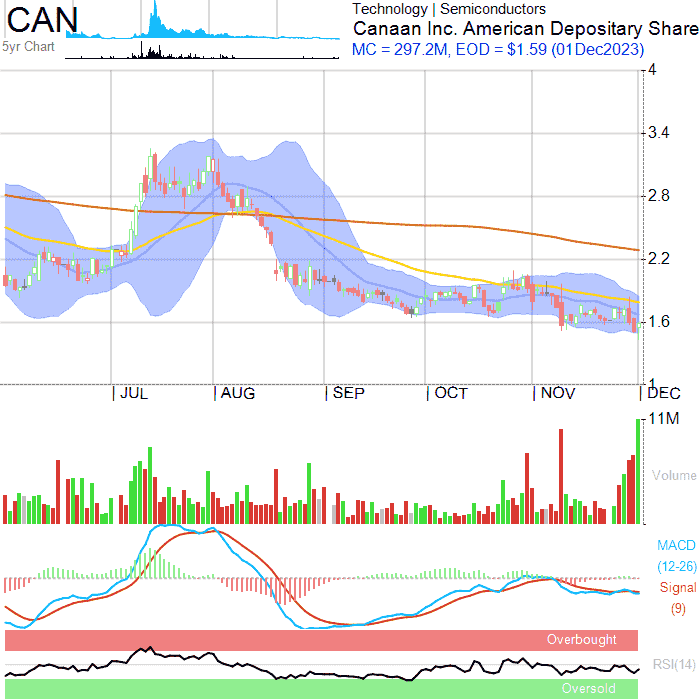 CAN
Technology | Semiconductors
Canaan Inc. American Depositary Share
5yr Chart
MC = 297.2M, EOD = $1.59 (01Dec2023)
4
3.4
2.8
2.2
1.6
1
JUL AUG SEP OCT NOV DEC
11M
Volume
MACD
(12-26)
Signal
(9)
Overbought
RSI(14)
Oversold